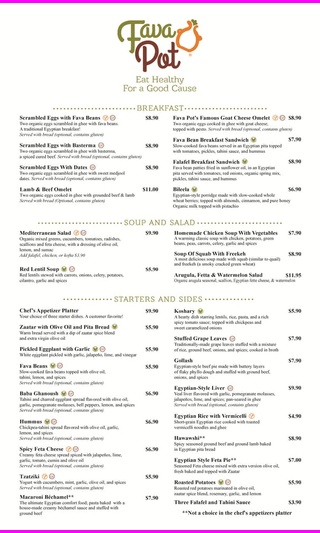 Fava
Pot
Eat Healthy
For a Good Cause
BREAKFAST
Scrambled Eggs with Fava Beans $8.90
Two organic eggs scrambled in ghee with fava beans.
A traditional Egyptian breakfast!
Served with bread (optional, contains gluten)
Scrambled Eggs with Basterma $8.90
Two organic eggs scrambled in ghee with basterma,
a spiced cured beef. Served with bread (optional, contains gluten)
Scrambled Eggs With Dates $8.90
Two organic eggs scrambled in ghee with sweet medjool
dates. Served with bread (optional, contains gluten)
Lamb & Beef Omelet $11.00
Two organic eggs cooked in ghee with grounded beef & lamb
Served with bread (optional, contains gluten)
Fava Pot's Famous Goat Cheese Omelet $8.90
Two organic eggs cooked in ghee with goat cheese,
topped with pesto. Served with bread (optional, contains gluten)
Fava Bean Breakfast Sandwich $7.90
Slow-cooked fava beans served in an Egyptian pita topped
with tomatoes, pickles, tahini sauce, and hummus
Falafel Breakfast Sandwich $8.90
Fava bean patties fried in sunflower oil, in an Egyptian
pita served with tomatoes, red onions, organic spring mix,
pickles, tahini sauce, and hummus
Bileela $6.90
Egyptian-style porridge made with slow-cooked whole
wheat berries; topped with almonds, cinnamon, and pure honey
Organic milk topped with pistachio
SOUP AND SALAD
Mediterranean Salad $9.90
Organic mixed greens, cucumbers, tomatoes, radishes,
scallions and feta cheese, with a dressing of olive oil,
lemon, and sumac
Add falafel, chicken, or kofta $3.90
Red Lentil Soup $5.90
Red lentils stewed with carrots, onions, celery, potatoes,
cilantro, garlic and spices
Homemade Chicken Soup With Vegetables $7.90
A warming classic soup with chicken, potatoes, green
beans, peas, carrots, celery, garlic and spices
Soup Of Squab With Freekeh $8.90
A most delicious soup made with squab (similar to quail)
and freekeh (a smoky cracked green wheat)
Arugula, Fetta & Watermelon Salad $11.95
Organic arugula, seasonal, scallion, Egyptian fetta cheese & watermelon
STARTERS AND SIDES
Chef's Appetizer Platter $9.90
Your choice of three starter dishes. A customer favorite!
Zaatar with Olive Oil and Pita Bread $5.90
Warm bread served with a dip of zaatar spice blend
and extra virgin olive oil
Pickled Eggplant with Garlic $5.90
White eggplant pickled with garlic, jalapeño, lime, and vinegar
Fava Beans $5.90
Slow-cooked fava beans topped with olive oil,
tahini, lemon, and spices
Served with bread (optional, contains gluten)
Baba Ghanoush $6.90
Tahini and charred eggplant spread flavored with olive oil,
garlic, pomegranate molasses, bell peppers, lemon, and spices
Served with bread (optional, contains gluten)
Hummus $6.90
Chickpea-tahini spread flavored with olive oil, garlic,
lemon, and spices
Served with bread (optional, contains gluten)
Spicy Feta Cheese $6.90
Creamy feta cheese spread spiced with jalapeños, lime,
garlic, tomato, cumin and olive oil
Served with bread (optional, contains gluten)
Tzatziki $5.90
Yogurt with cucumbers, mint, garlic, olive oil, and spices
Served with bread (optional, contains gluten)
Macaroni Béchamel** $7.90
The ultimate Egyptian comfort food; pasta baked with a
house-made creamy béchamel sauce and stuffed with
ground beef
Koshary $5.90
A hearty dish starring lentils, rice, pasta, and a rich
spicy tomato sauce; topped with chickpeas and
sweet caramelized onions
Stuffed Grape Leaves $7.90
Traditionally-made grape leaves stuffed with a mixture
of rice, ground beef, onions, and spices, cooked in broth
Gollash $7.90
Egyptian-style beef pie made with buttery layers
of flaky phyllo dough and stuffed with ground beef,
onions, and spices
Egyptian-Style Liver $9.90
Veal liver flavored with garlic, pomegranate molasses,
jalapeño, lime and spices; pan-seared in ghee
Served with bread (optional, contains gluten)
Egyptian Rice with Vermicelli $4.90
Short-grain Egyptian rice cooked with toasted
vermicelli noodles and ghee
Hawawshi** $8.90
Spicy seasoned ground beef and ground lamb baked
in Egyptian pita bread
Egyptian Style Feta Pie** $7.00
Seasoned Feta cheese mixed with extra version olive oil,
fresh baked and topped with Zaatar
Roasted Potatoes $5.90
Roasted red potatoes marinated in olive oil,
zaatar spice blend, rosemary, garlic, and lemon
Three Falafel and Tahini Sauce $3.90
**Not a choice in the chef's appetizers platter